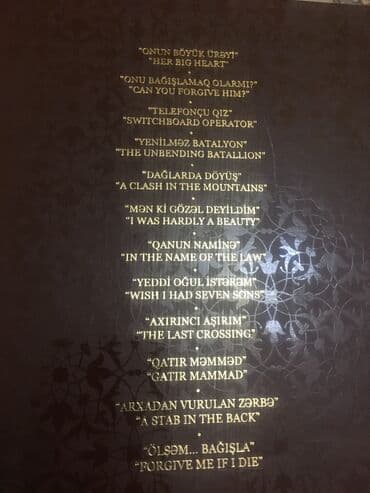 "ONUN BÖYÜK ÜRƏYİ"
"HER BIG HEART"
"ONU BAĞIŞLAMAQ OLARMI?"
"CAN YOU FORGIVE HIM?"
"TELEFONÇU QIZ"
"SWITCHBOARD OPERATOR"
"YENİLMƏZ BATALYON"
"THE UNBENDING BATALLION"
"DAĞLARDA DÖYÜŞ"
"A CLASH IN THE MOUNTAINS"
"MƏN Kİ GÖZƏL DEYİLDİM"
"I WAS HARDLY A BEAUTY"
"QANUN NAMİNƏ"
"IN THE NAME OF THE LAW"
"YEDDİ OĞUL İSTƏRƏM"
"WISH I HAD SEVEN SONS"
"AXIRINCI AŞIRIM"
"THE LAST CROSSING"
"QATIR MƏMMƏD"
"GATIR MAMMAD"
"ARXADAN VURULAN ZƏRBƏ"
"A STAB IN THE BACK"
"ÖLSƏM... BAĞIŞLA"
"FORGIVE ME IF I DIE"